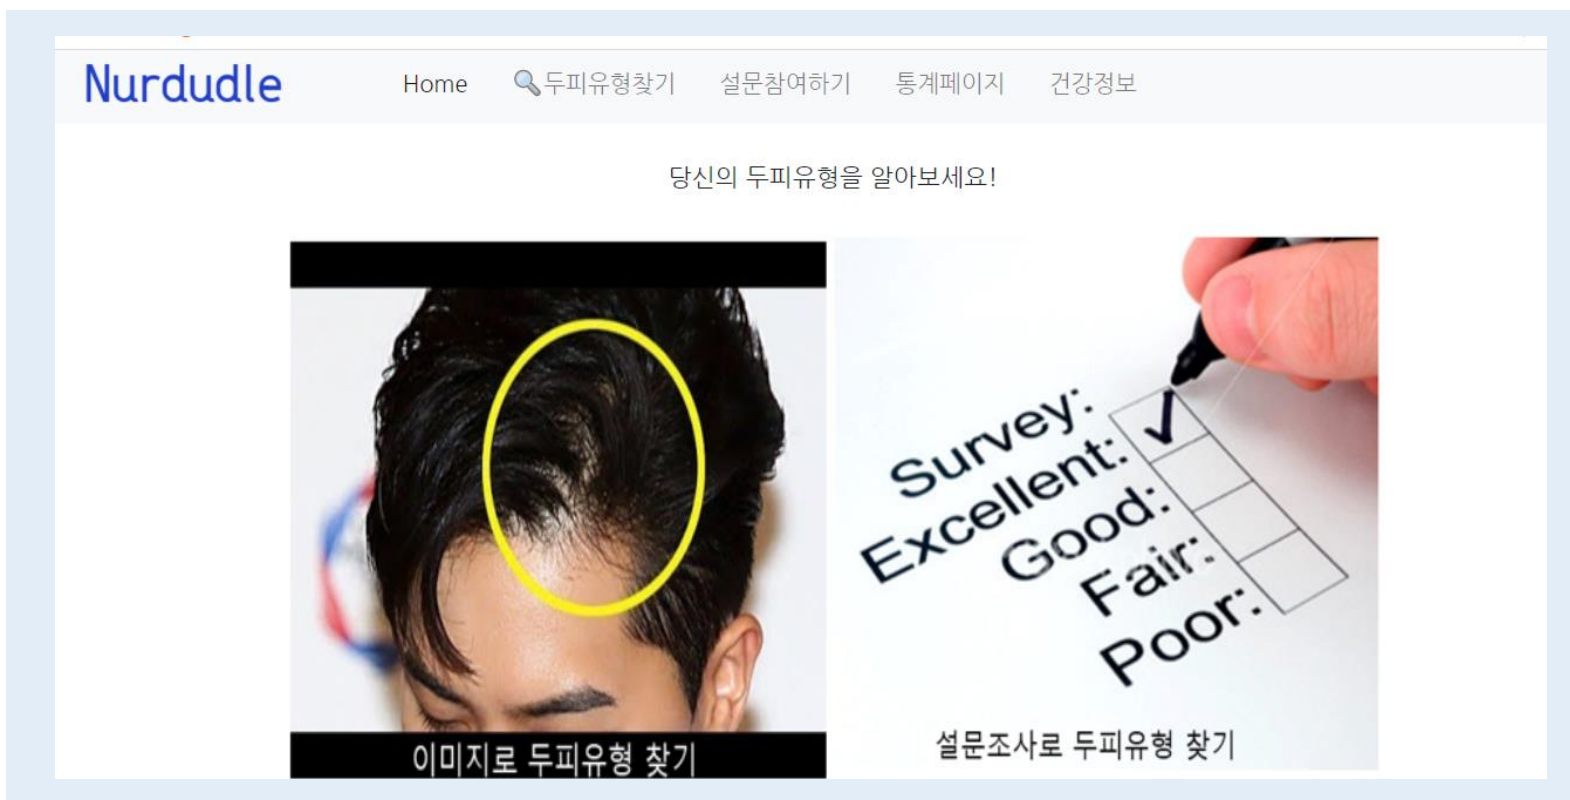 Nurdudle
Home 🔍두피유형찾기 설문참여하기 통계페이지 건강정보
당신의 두피유형을 알아보세요!
이미지로 두피유형 찾기
Survey:
Excellent:
Good:
Fair:
Poor:
설문조사로 두피유형 찾기